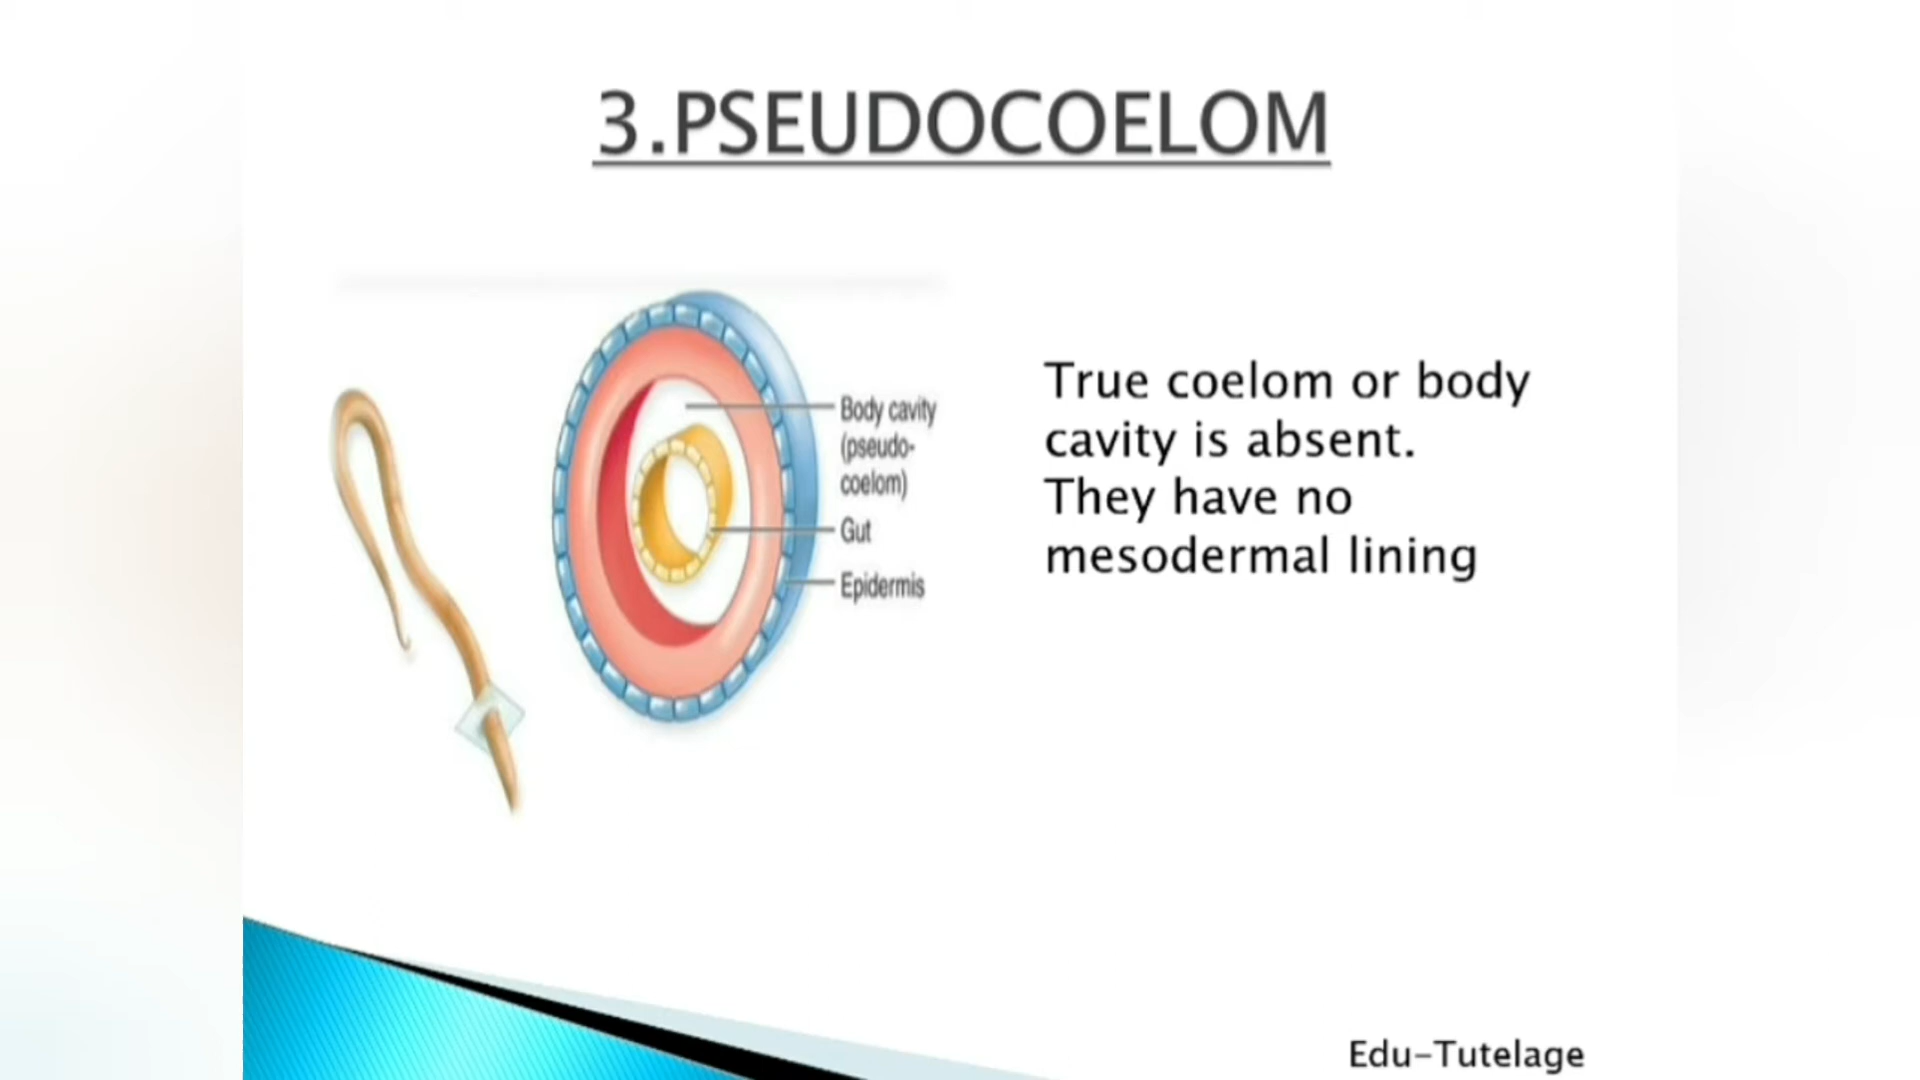 3.PSEUDOCOELOM
Body cavity
(pseudo-
coelom)
Gut
Epidermis
True coelom or body
cavity is absent.
They have no
mesodermal lining
Edu-Tutelage